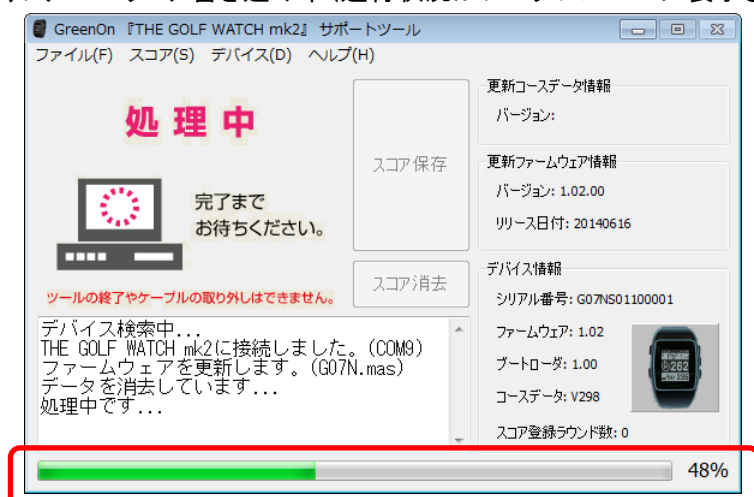 GreenOn 『THE GOLF WATCH mk2』 サポートツール
ファイル(F) スコア(S) デバイス(D) ヘルプ(H)
処理中
完了まで
お待ちください。
ツールの終了やケーブルの取り外しはできません。
スコア保存
スコア消去
更新コースデータ情報
バージョン:
更新ファームウェア情報
バージョン: 1.02.00
リリース日付: 20140616
デバイス情報
シリアル番号: G07NS01100001
ファームウェア: 1.02
ブートローダ: 1.00
コースデータ: V298
スコア登録ラウンド数: 0
デバイス検索中...
THE GOLF WATCH mk2に接続しました。(COM9)
ファームウェアを更新します。(G07N.mas)
データを消去しています...
処理中です...
48%